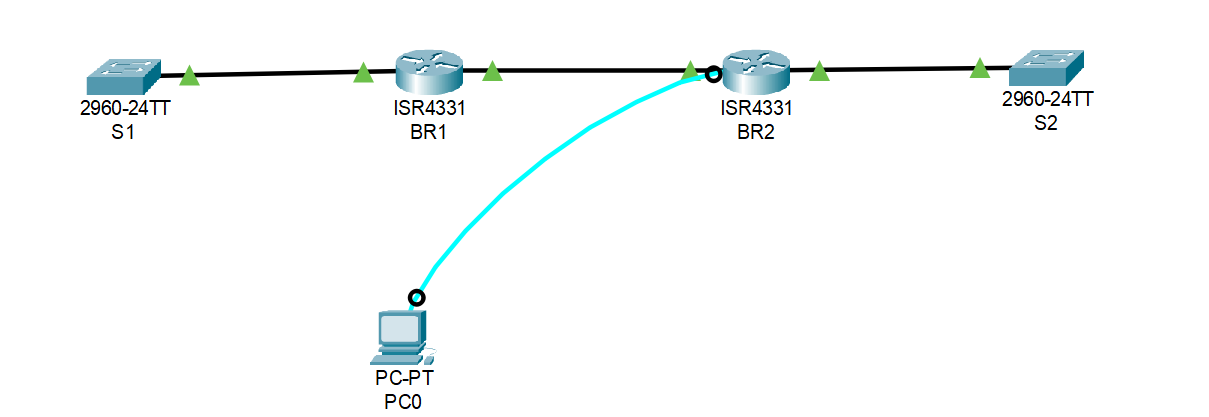 2960-24TT
S1
ISR4331
BR1
ISR4331
BR2
2960-24TT
S2
PC-PT
PC0